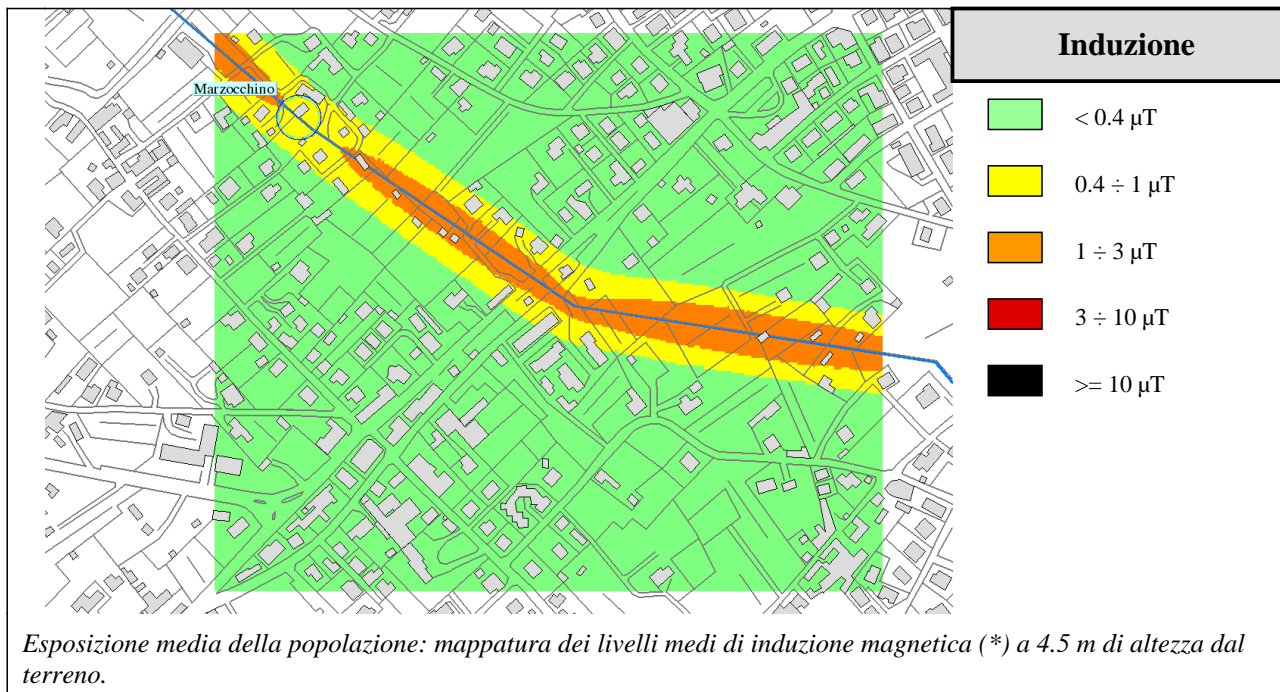 Marzocchino
Induzione
< 0.4 µT
0.4 ÷ 1 µT
1 ÷ 3 µT
3 ÷ 10 µT
>= 10 µT
Esposizione media della popolazione: mappatura dei livelli medi di induzione magnetica (*) a 4.5 m di altezza dal
terreno.